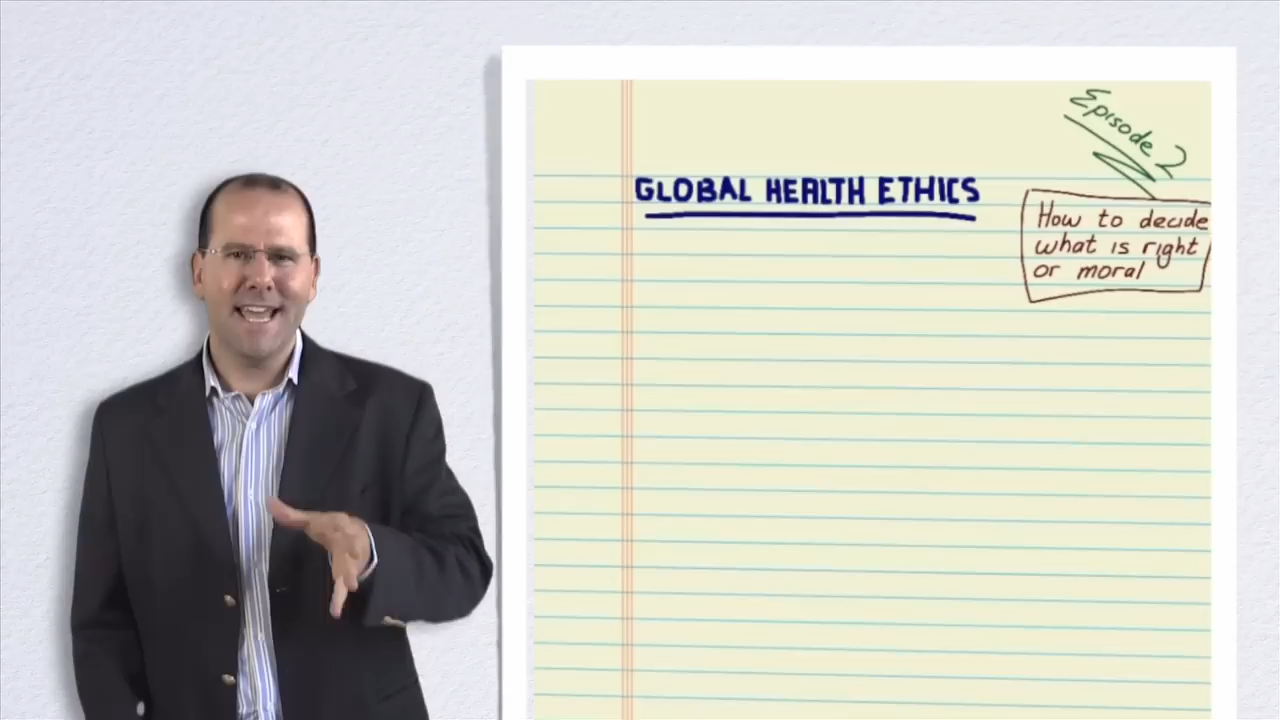 Episode 2
GLOBAL HEALTH ETHICS
How to decide
what is right
or moral